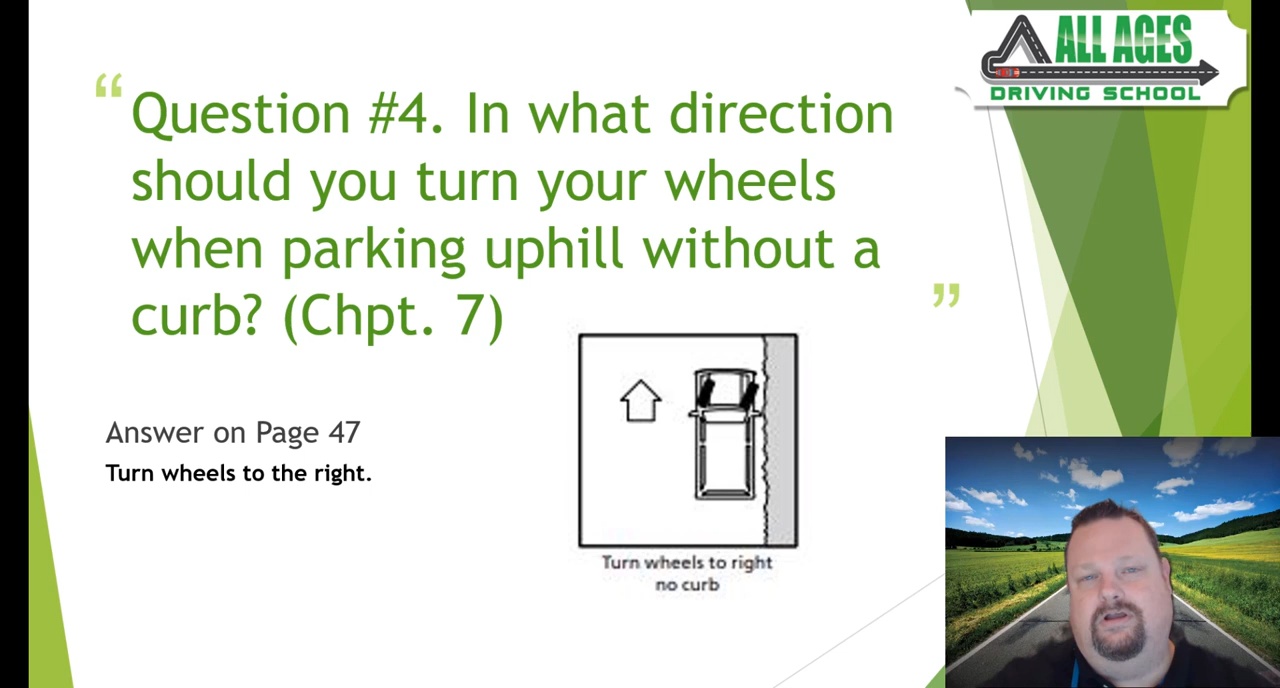 ALL AGES
DRIVING SCHOOL
“
Question #4. In what direction
should you turn your wheels
when parking uphill without a
curb? (Chpt. 7)
”
Answer on Page 47
Turn wheels to the right.
Turn wheels to right
no curb